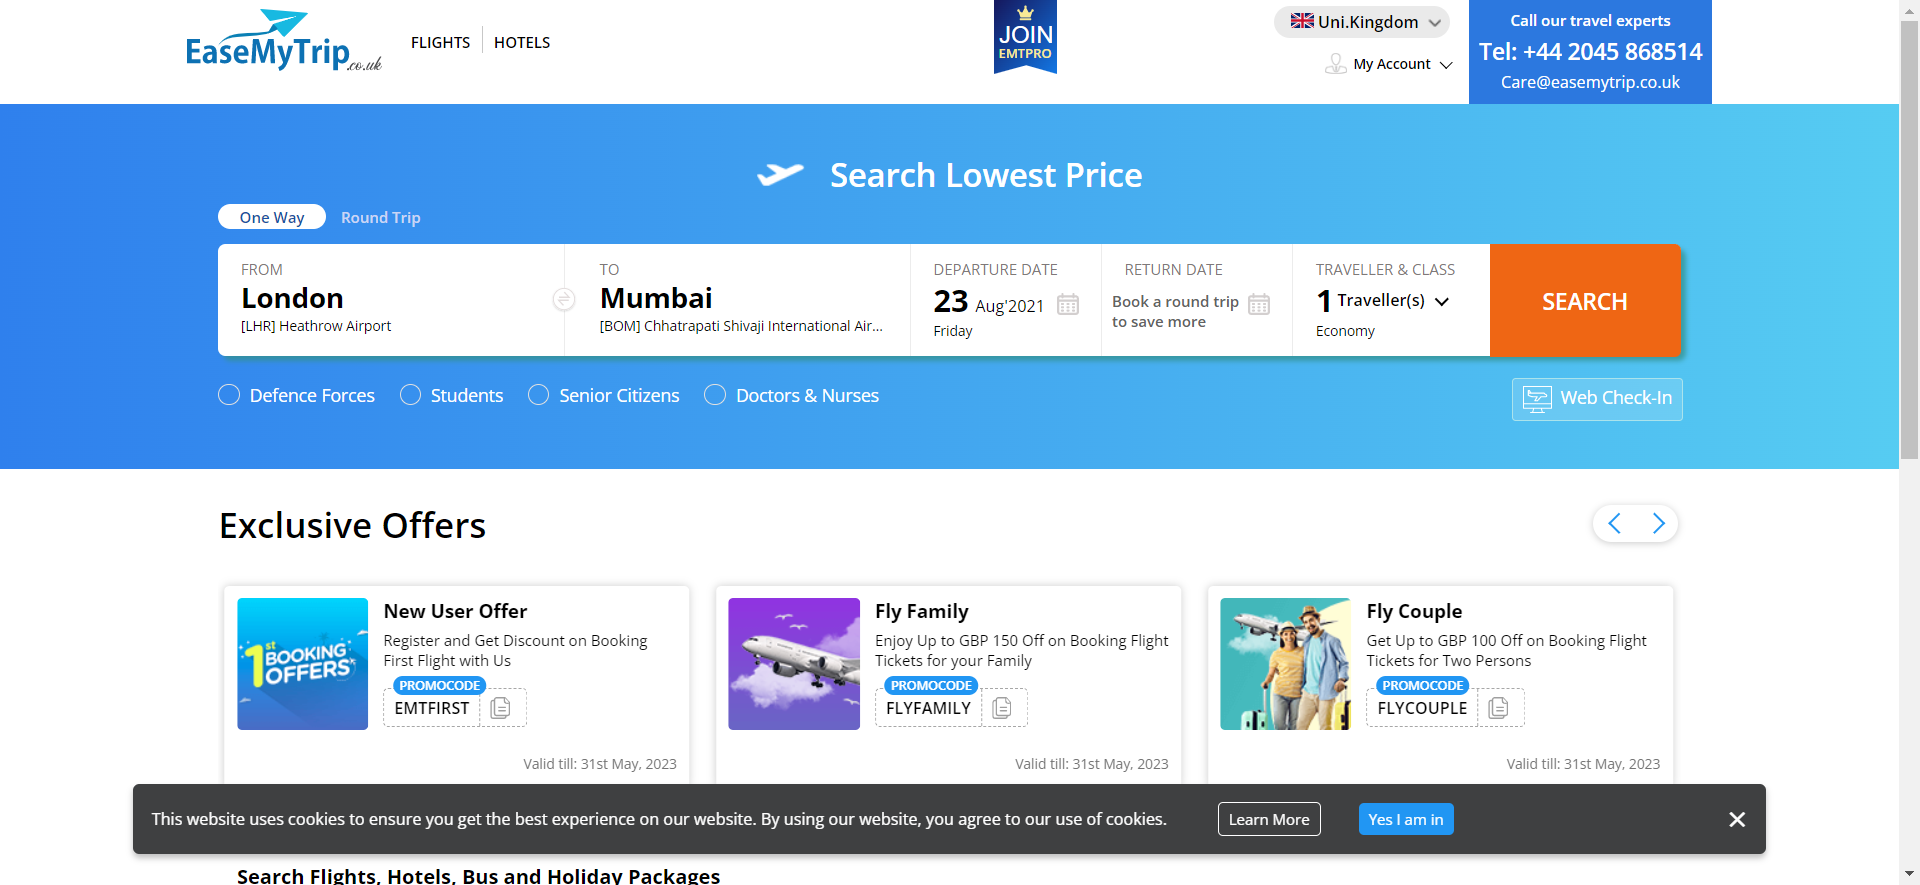 EaseMyTrip.co.uk
FLIGHTS
HOTELS
JOIN
EMTPRO
Uni.Kingdom
My Account
Call our travel experts
Tel: +44 2045 868514
Care@easemytrip.co.uk
Search Lowest Price
One Way
Round Trip
FROM
London
[LHR] Heathrow Airport
TO
Mumbai
[BOM] Chhatrapati Shivaji International Air...
DEPARTURE DATE
23 Aug'2021
Friday
RETURN DATE
Book a round trip
to save more
TRAVELLER & CLASS
1 Traveller(s)
Economy
SEARCH
Defence Forces
Students
Senior Citizens
Doctors & Nurses
Web Check-In
Exclusive Offers
1st
BOOKING
OFFERS
New User Offer
Register and Get Discount on Booking
First Flight with Us
PROMOCODE
EMTFIRST
Valid till: 31st May, 2023
Fly Family
Enjoy Up to GBP 150 Off on Booking Flight
Tickets for your Family
PROMOCODE
FLYFAMILY
Valid till: 31st May, 2023
Fly Couple
Get Up to GBP 100 Off on Booking Flight
Tickets for Two Persons
PROMOCODE
FLYCOUPLE
Valid till: 31st May, 2023
This website uses cookies to ensure you get the best experience on our website. By using our website, you agree to our use of cookies.
Learn More
Yes I am in
Search Flights, Hotels, Bus and Holiday Packages